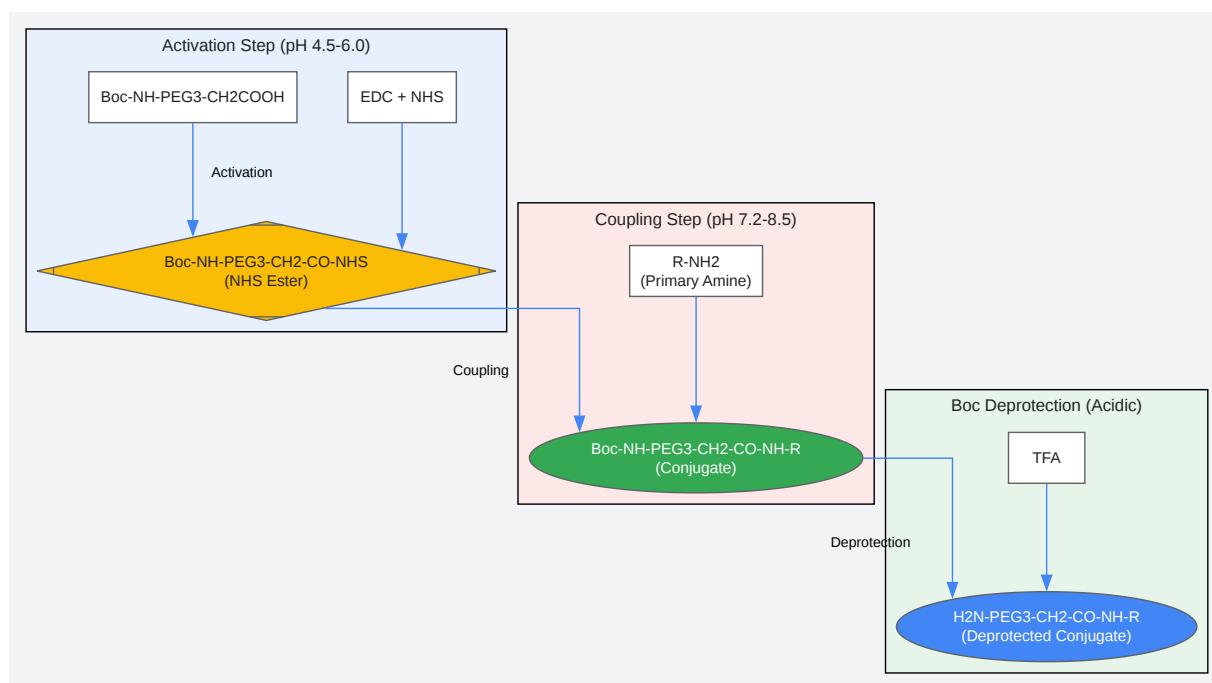 Activation Step (pH 4.5-6.0)
Boc-NH-PEG3-CH2COOH
EDC + NHS
Activation
Boc-NH-PEG3-CH2-CO-NHS
(NHS Ester)
Coupling Step (pH 7.2-8.5)
R-NH2
(Primary Amine)
Coupling
Boc-NH-PEG3-CH2-CO-NH-R
(Conjugate)
Boc Deprotection (Acidic)
TFA
Deprotection
H2N-PEG3-CH2-CO-NH-R
(Deprotected Conjugate)